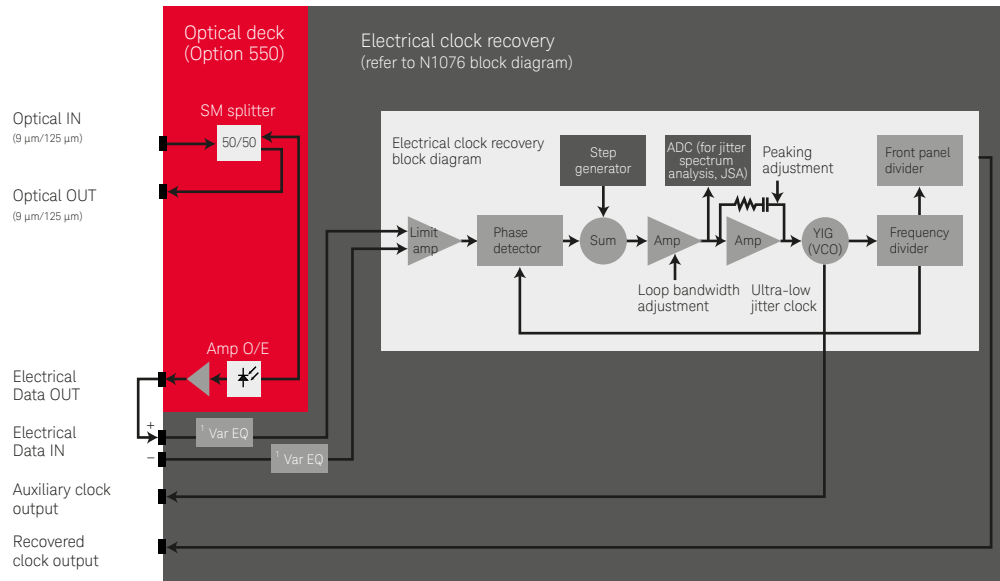 Optical deck
(Option 550)
Electrical clock recovery
(refer to N1076 block diagram)
SM splitter
50/50
Optical IN
(9 µm/125 µm)
Optical OUT
(9 µm/125 µm)
Electrical clock recovery
block diagram
Step
generator
ADC (for jitter
spectrum
analysis, JSA)
Peaking
adjustment
Front panel
divider
Limit
amp
Phase
detector
Sum
Amp
Amp
YIG
(VCO)
Frequency
divider
Loop bandwidth
adjustment
Ultra-low
jitter clock
Amp O/E
Electrical
Data OUT
+
Electrical
Data IN
–
1 Var EQ
1 Var EQ
Auxiliary clock
output
Recovered
clock output